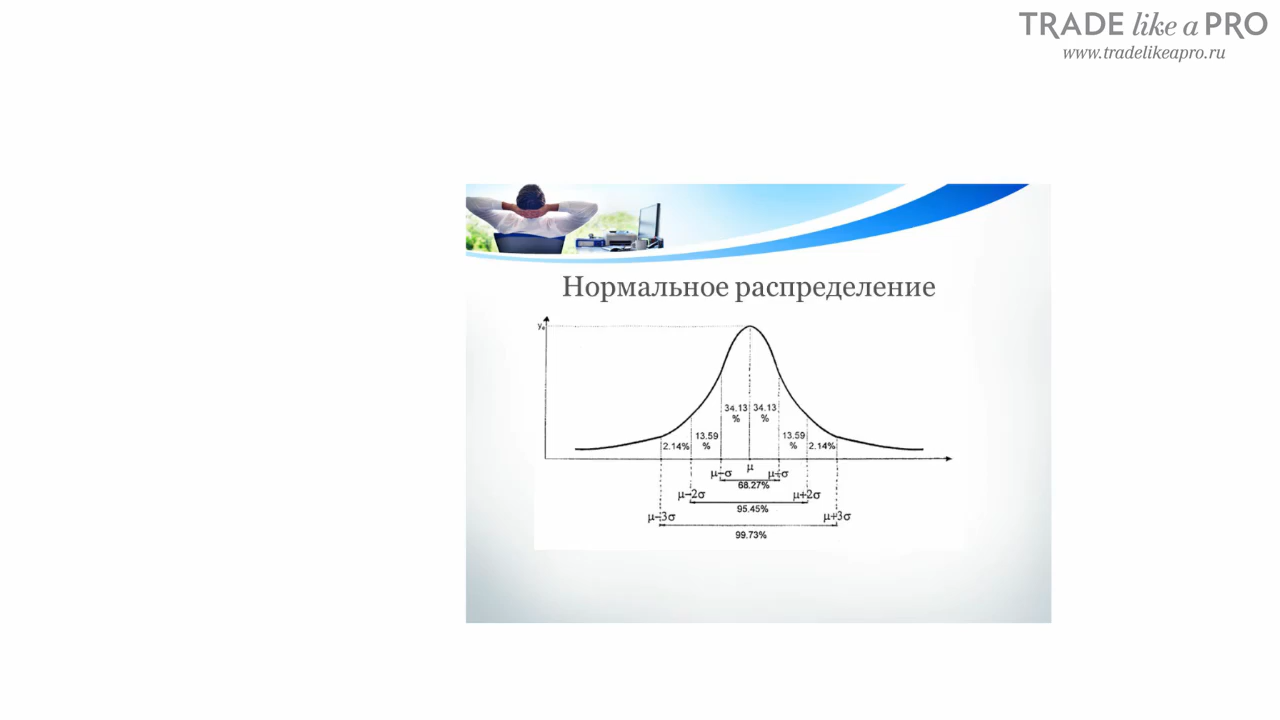 TRADE like a PRO
www.tradelikeapro.ru
Нормальное распределение
y₀
34.13
%
34.13
%
13.59
%
13.59
%
2.14%
2.14%
μ−σ
μ
μ+σ
68.27%
μ−2σ
μ+2σ
95.45%
μ−3σ
μ+3σ
99.73%